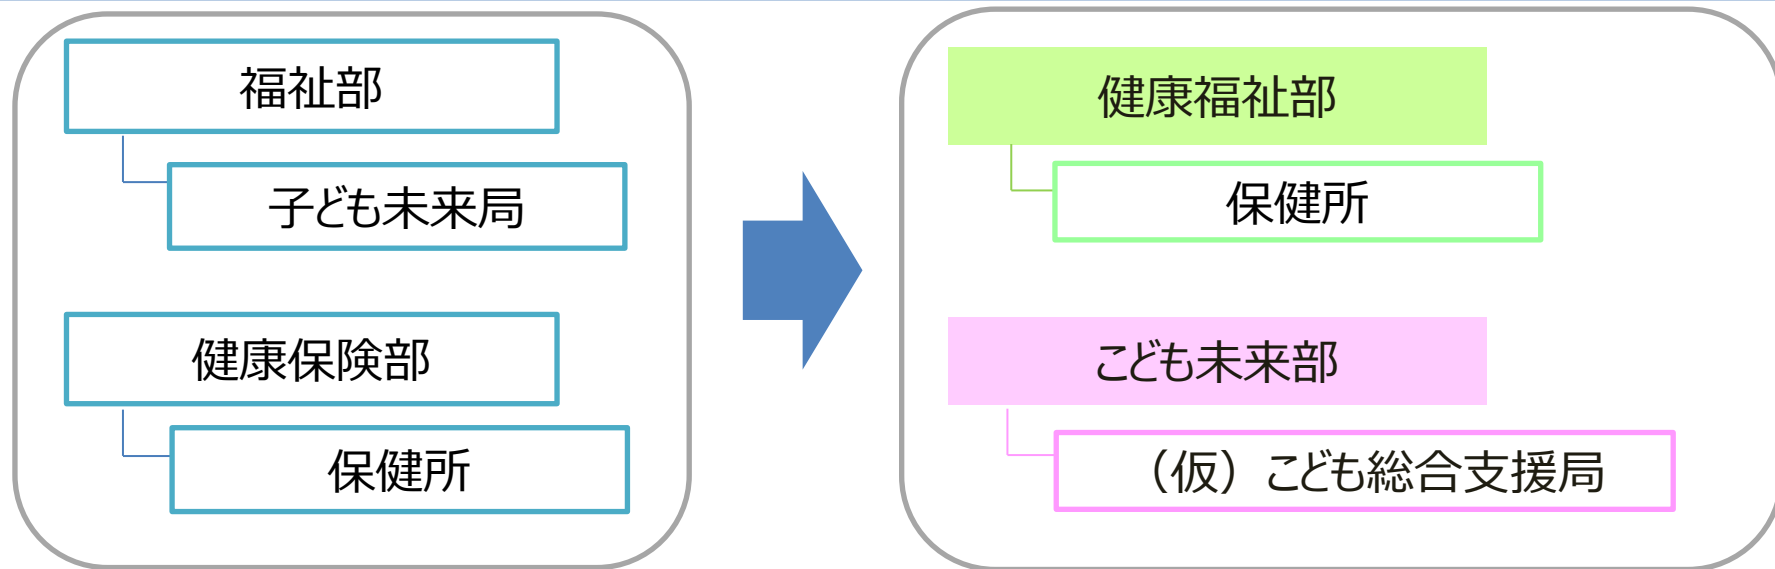 福祉部
子ども未来局
健康保険部
保健所
健康福祉部
保健所
こども未来部
（仮）こども総合支援局